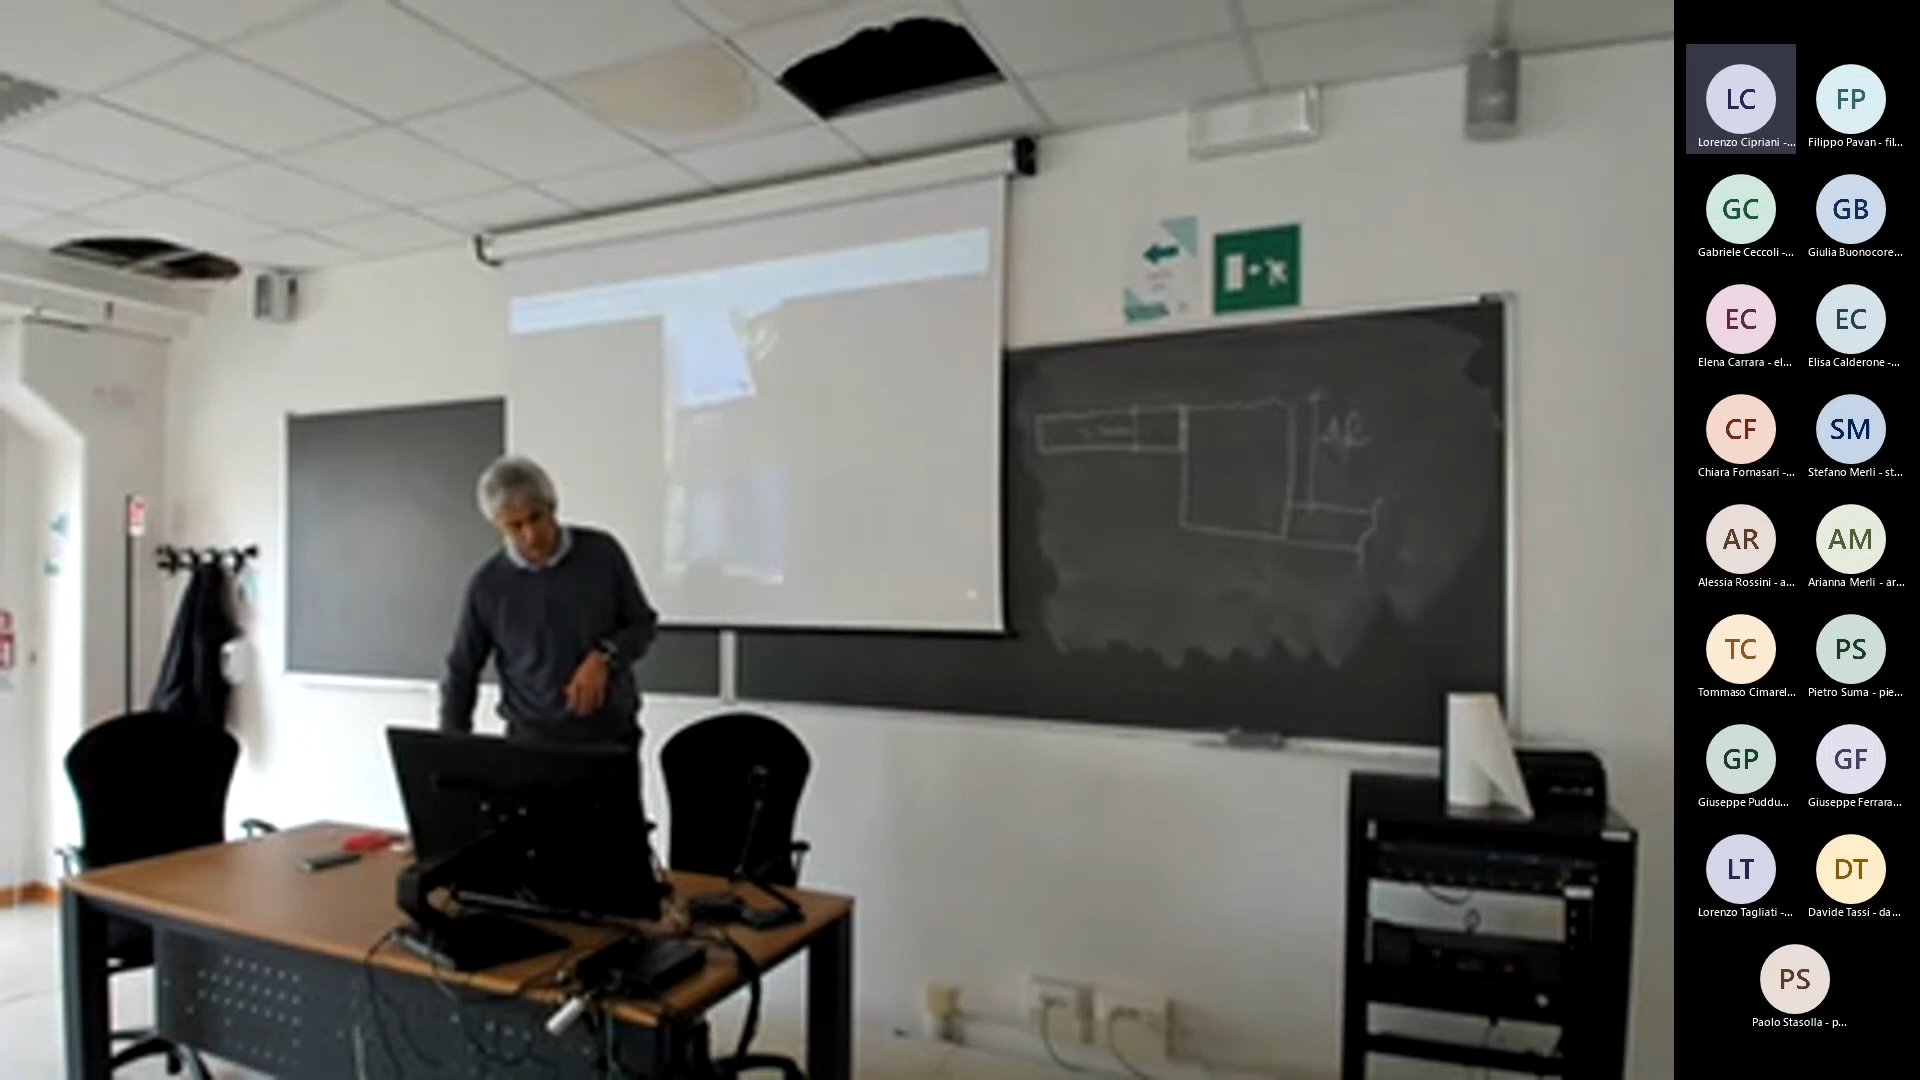 LC
Lorenzo Cipriani -...
FP
Filippo Pavan - fil...
GC
Gabriele Ceccoli -...
GB
Giulia Buonocore...
EC
Elena Carrara - el...
EC
Elisa Calderone -...
CF
Chiara Fornasari -...
SM
Stefano Merli - st...
AR
Alessia Rossini - a...
AM
Arianna Merli - ar...
TC
Tommaso Cimarel...
PS
Pietro Suma - pie...
GP
Giuseppe Puddu...
GF
Giuseppe Ferrara...
LT
Lorenzo Tagliati -...
DT
Davide Tassi - da...
PS
Paolo Stasolla - p...